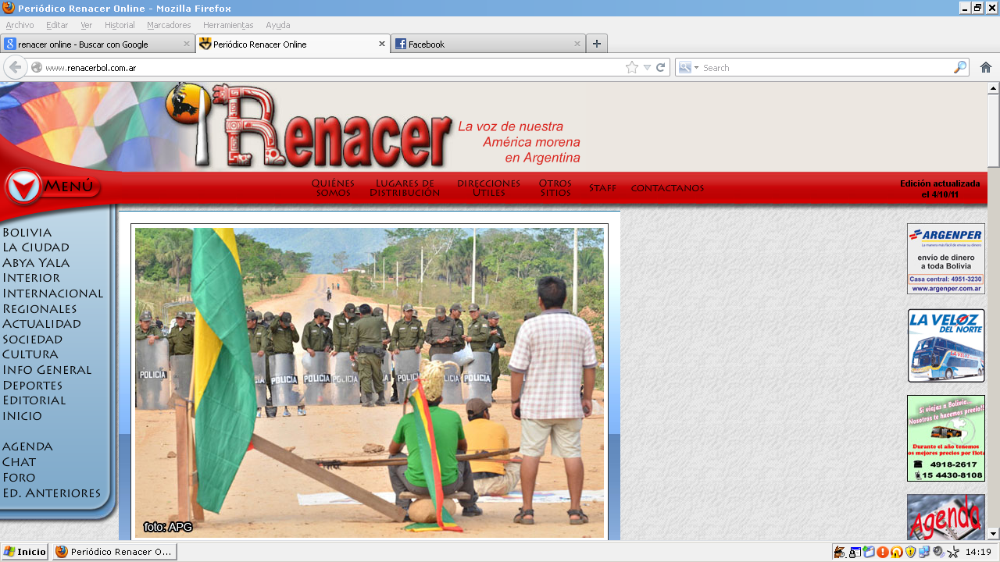 Periódico Renacer Online - Mozilla Firefox
Archivo Editar Ver Historial Marcadores Herramientas Ayuda
renacer online - Buscar con Google
Periódico Renacer Online
Facebook
www.renacerbol.com.ar
Search
Renacer
La voz de nuestra
América morena
en Argentina
Menú
Quiénes
somos
Lugares de
Distribución
direcciones
Útiles
Otros
Sitios
Staff
contactanos
Edición actualizada
el 4/10/11
Bolivia
La Ciudad
Abya Yala
Interior
Internacional
Regionales
Actualidad
Sociedad
Cultura
Info General
Deportes
Editorial
Inicio
agenda
Chat
Foro
Ed. Anteriores
POLICIA
POLICIA
POLICIA
POLICIA
POLICIA
foto: APG
ARGENPER
La manera más fácil de enviar su dinero
envío de dinero
a toda Bolivia
Casa central: 4951-3230
www.argenper.com.ar
LA VELOZ
DEL NORTE
Si viajas a Bolivia...
Nosotros te hacemos precio!!
Durante el año tenemos
los mejores precios por flota
4918-2617
15 4430-8108
Agenda
Inicio
Periódico Renacer O...
14:19